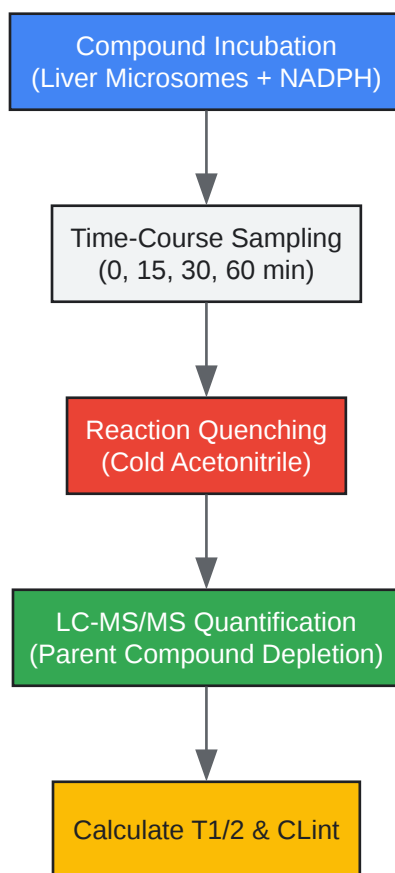 Compound Incubation
(Liver Microsomes + NADPH)
Time-Course Sampling
(0, 15, 30, 60 min)
Reaction Quenching
(Cold Acetonitrile)
LC-MS/MS Quantification
(Parent Compound Depletion)
Calculate T1/2 & CLint